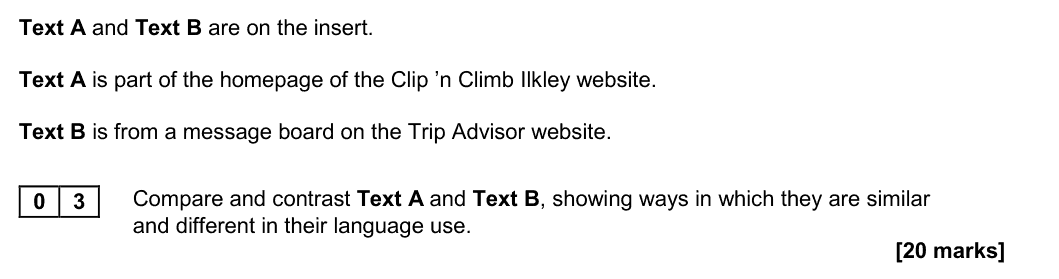 Text A and Text B are on the insert.
Text A is part of the homepage of the Clip ’n Climb Ilkley website.
Text B is from a message board on the Trip Advisor website.
0 3 Compare and contrast Text A and Text B, showing ways in which they are similar
and different in their language use.
[20 marks]